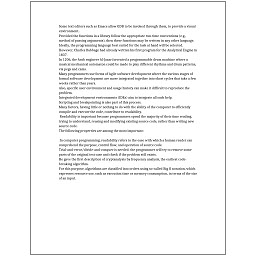 Some text editors such as Emacs allow GDB to be invoked through them, to provide a visual
environment.
Provided the functions in a library follow the appropriate run-time conventions (e.g.,
method of passing arguments), then these functions may be written in any other language.
Ideally, the programming language best suited for the task at hand will be selected.
However, Charles Babbage had already written his first program for the Analytical Engine in
1837.
In 1206, the Arab engineer Al-Jazari invented a programmable drum machine where a
musical mechanical automaton could be made to play different rhythms and drum patterns,
via pegs and cams.
Many programmers use forms of Agile software development where the various stages of
formal software development are more integrated together into short cycles that take a few
weeks rather than years.
Also, specific user environment and usage history can make it difficult to reproduce the
problem.
Integrated development environments (IDEs) aim to integrate all such help.
Scripting and breakpointing is also part of this process.
Many factors, having little or nothing to do with the ability of the computer to efficiently
compile and execute the code, contribute to readability.
Readability is important because programmers spend the majority of their time reading,
trying to understand, reusing and modifying existing source code, rather than writing new
source code.
The following properties are among the most important:

In computer programming, readability refers to the ease with which a human reader can
comprehend the purpose, control flow, and operation of source code.
Trial-and-error/divide-and-conquer is needed: the programmer will try to remove some
parts of the original test case and check if the problem still exists.
He gave the first description of cryptanalysis by frequency analysis, the earliest code-
breaking algorithm.
For this purpose, algorithms are classified into orders using so-called Big O notation, which
expresses resource use, such as execution time or memory consumption, in terms of the size
of an input.